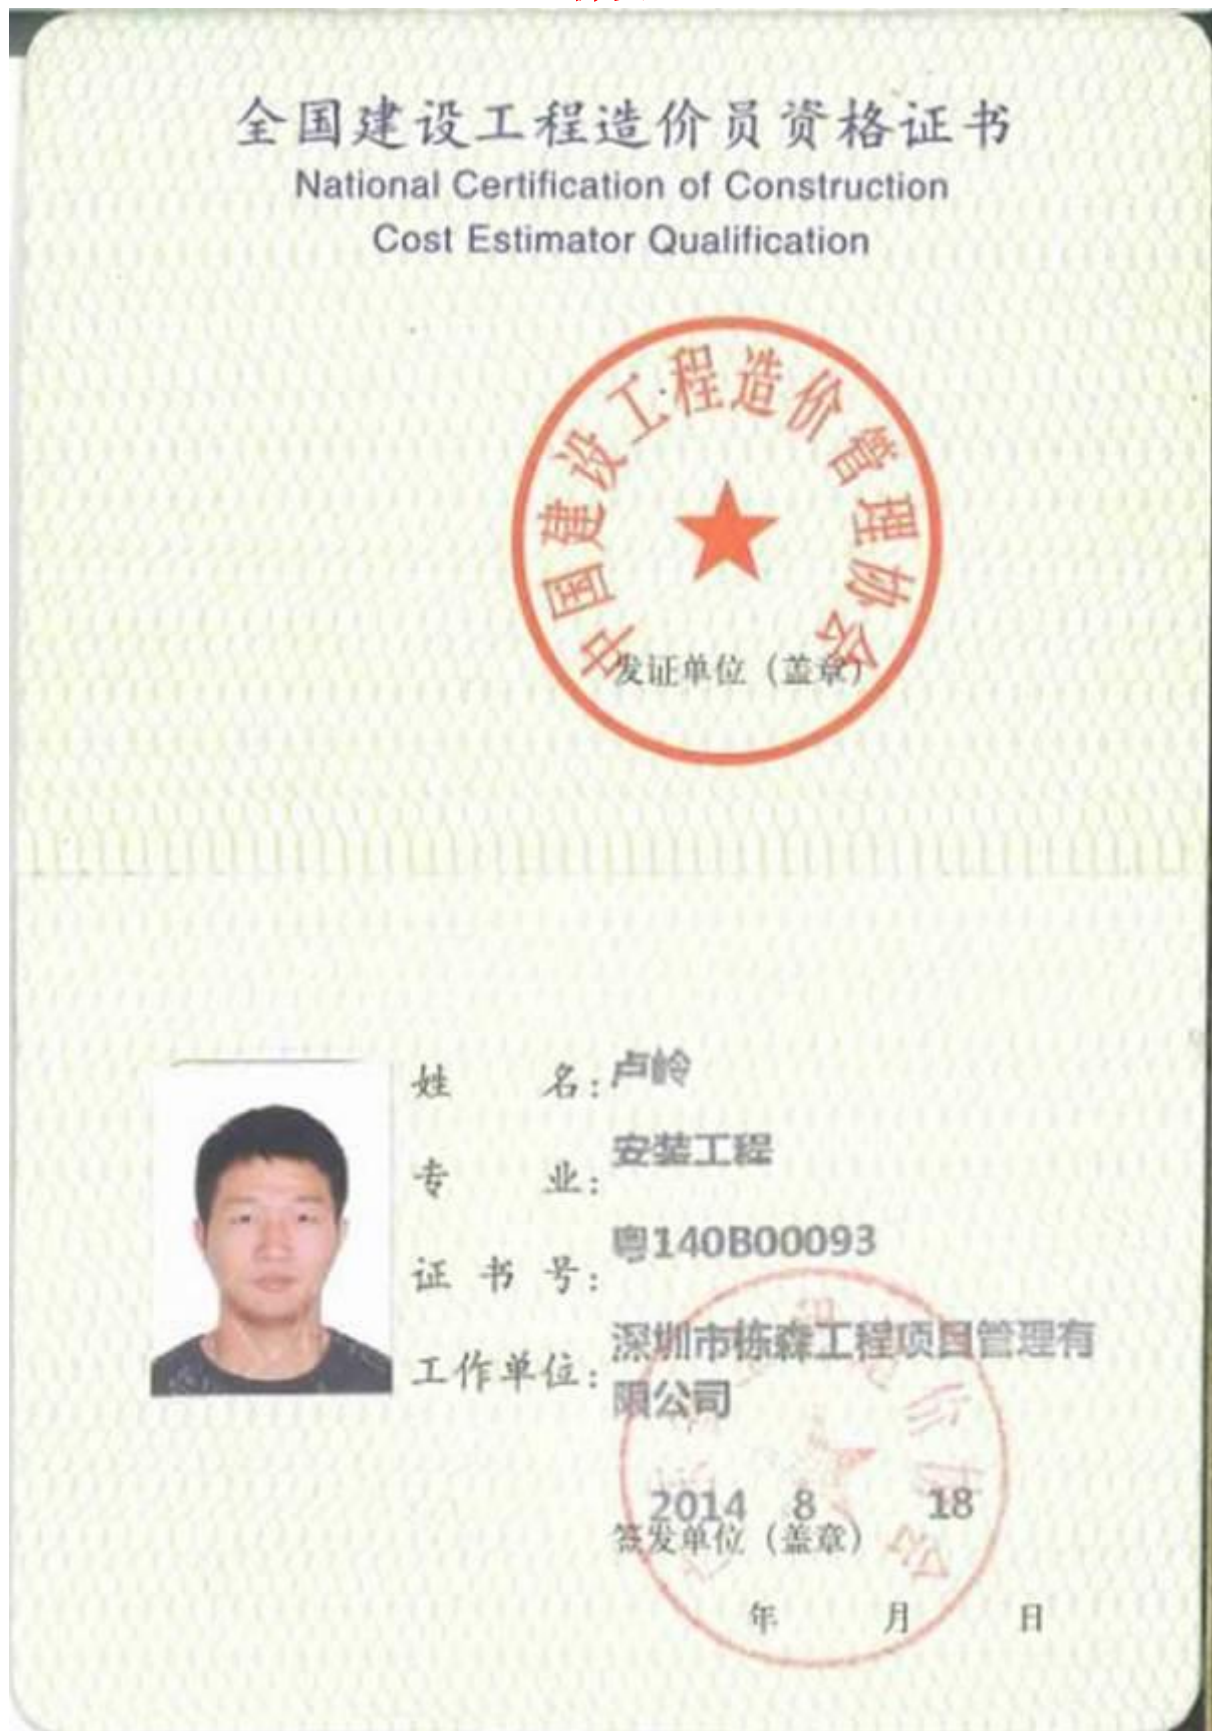 全国建设工程造价员资格证书
National Certification of Construction
Cost Estimator Qualification
中国建设工程造价管理协会
发证单位（盖章）
姓名：卢岭
专业：安装工程
证书号：粤140B00093
工作单位：深圳市栋森工程项目管理有
限公司
2014 8 18
签发单位（盖章）
年 月 日